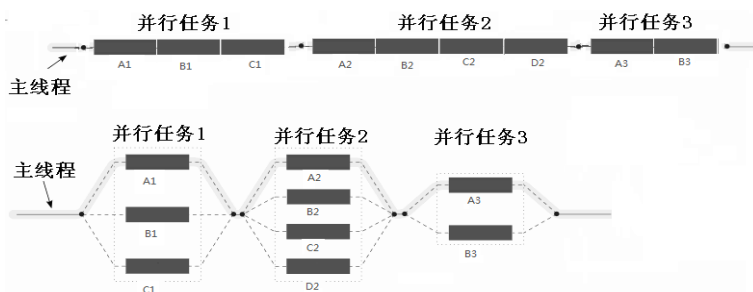 并行任务1 并行任务2 并行任务3
A1 B1 C1 A2 B2 C2 D2 A3 B3
主线程
并行任务1 并行任务2 并行任务3
主线程
A1 A2
A3
B2
B1
C2
B3
C1 D2